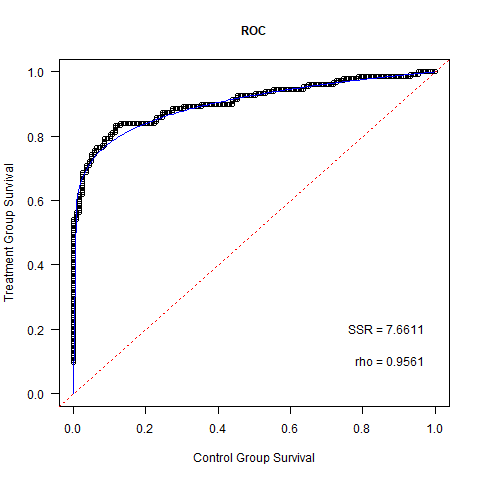 ROC
Treatment Group Survival
1.0
0.8
0.6
0.4
0.2
0.0
SSR = 7.6611
rho = 0.9561
0.0 0.2 0.4 0.6 0.8 1.0
Control Group Survival